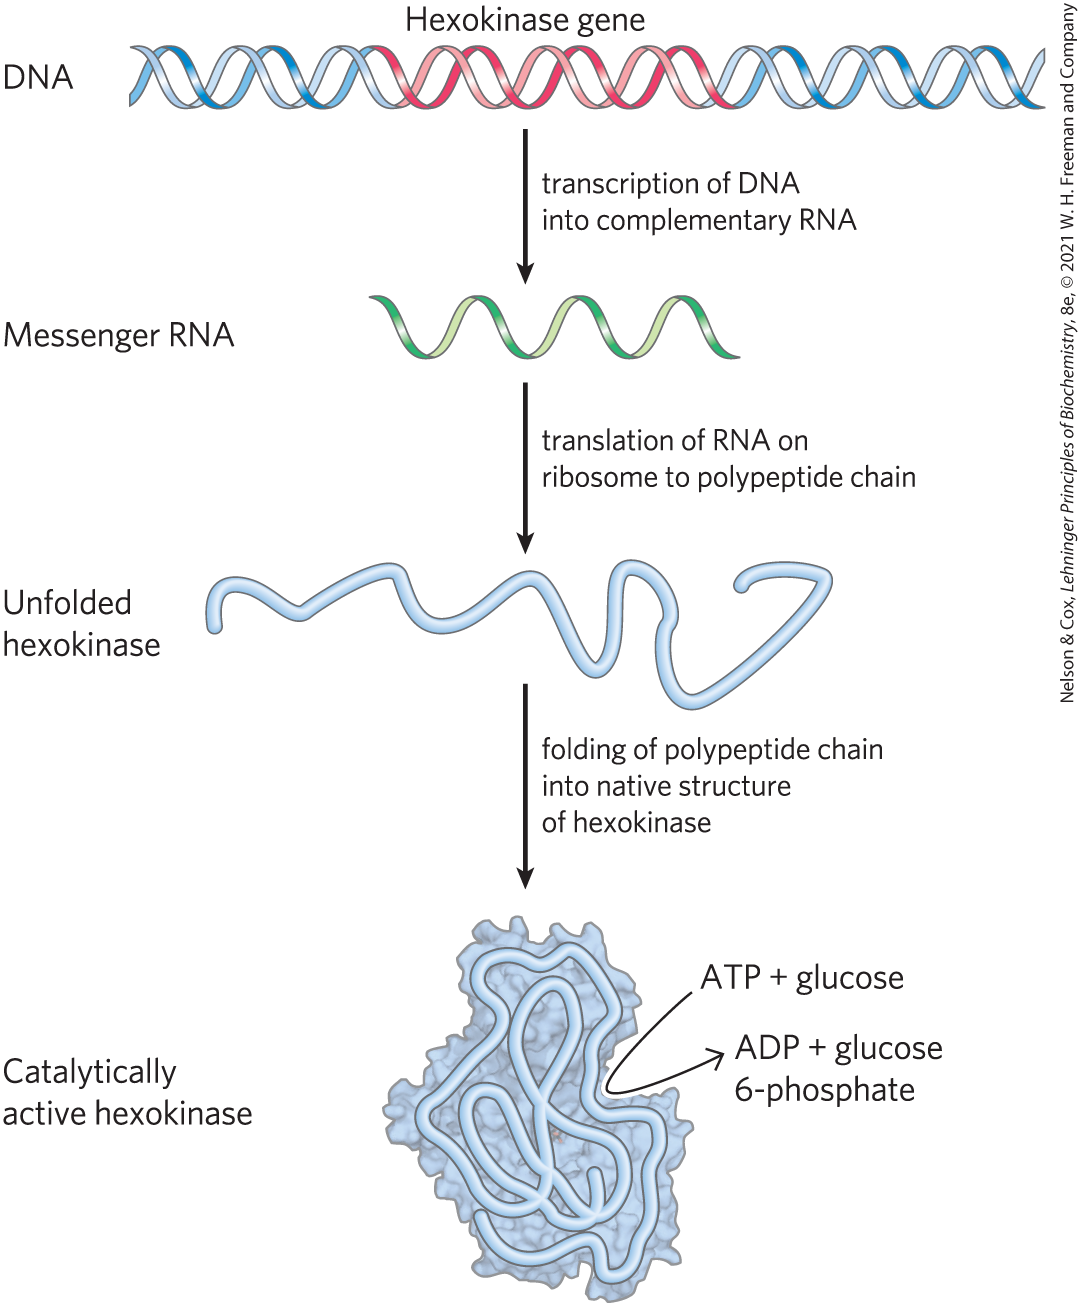 Hexokinase gene
DNA
transcription of DNA
into complementary RNA
Messenger RNA
translation of RNA on
ribosome to polypeptide chain
Unfolded
hexokinase
folding of polypeptide chain
into native structure
of hexokinase
ATP + glucose
ADP + glucose
6-phosphate
Catalytically
active hexokinase
Nelson & Cox, Lehninger Principles of Biochemistry, 8e, © 2021 W. H. Freeman and Company